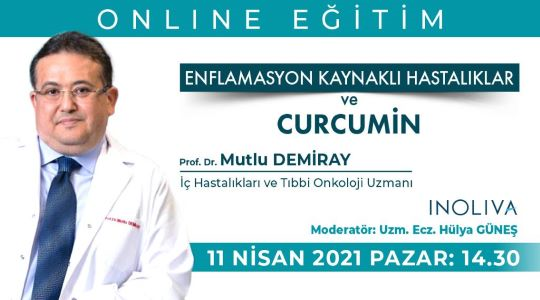 ONLINE EĞİTİM
ENFLAMASYON KAYNAKLI HASTALIKLAR
ve
CURCUMİN
Prof. Dr. Mutlu DEMİRAY
İç Hastalıkları ve Tıbbi Onkoloji Uzmanı
INOLIVA
Moderatör: Uzm. Ecz. Hülya GÜNEŞ
11 NİSAN 2021 PAZAR: 14.30